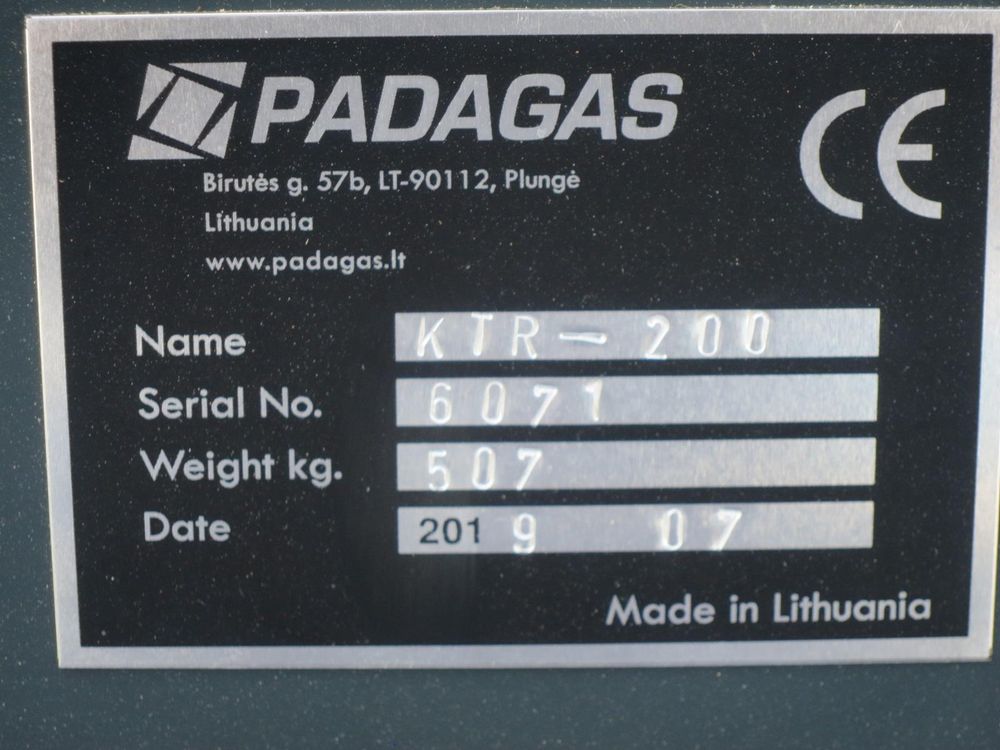 PADAGAS
CE
Birutės g. 57b, LT-90112, Plungė
Lithuania
www.padagas.lt
Name KTR-200
Serial No. 6071
Weight kg. 507
Date 2019 07
Made in Lithuania